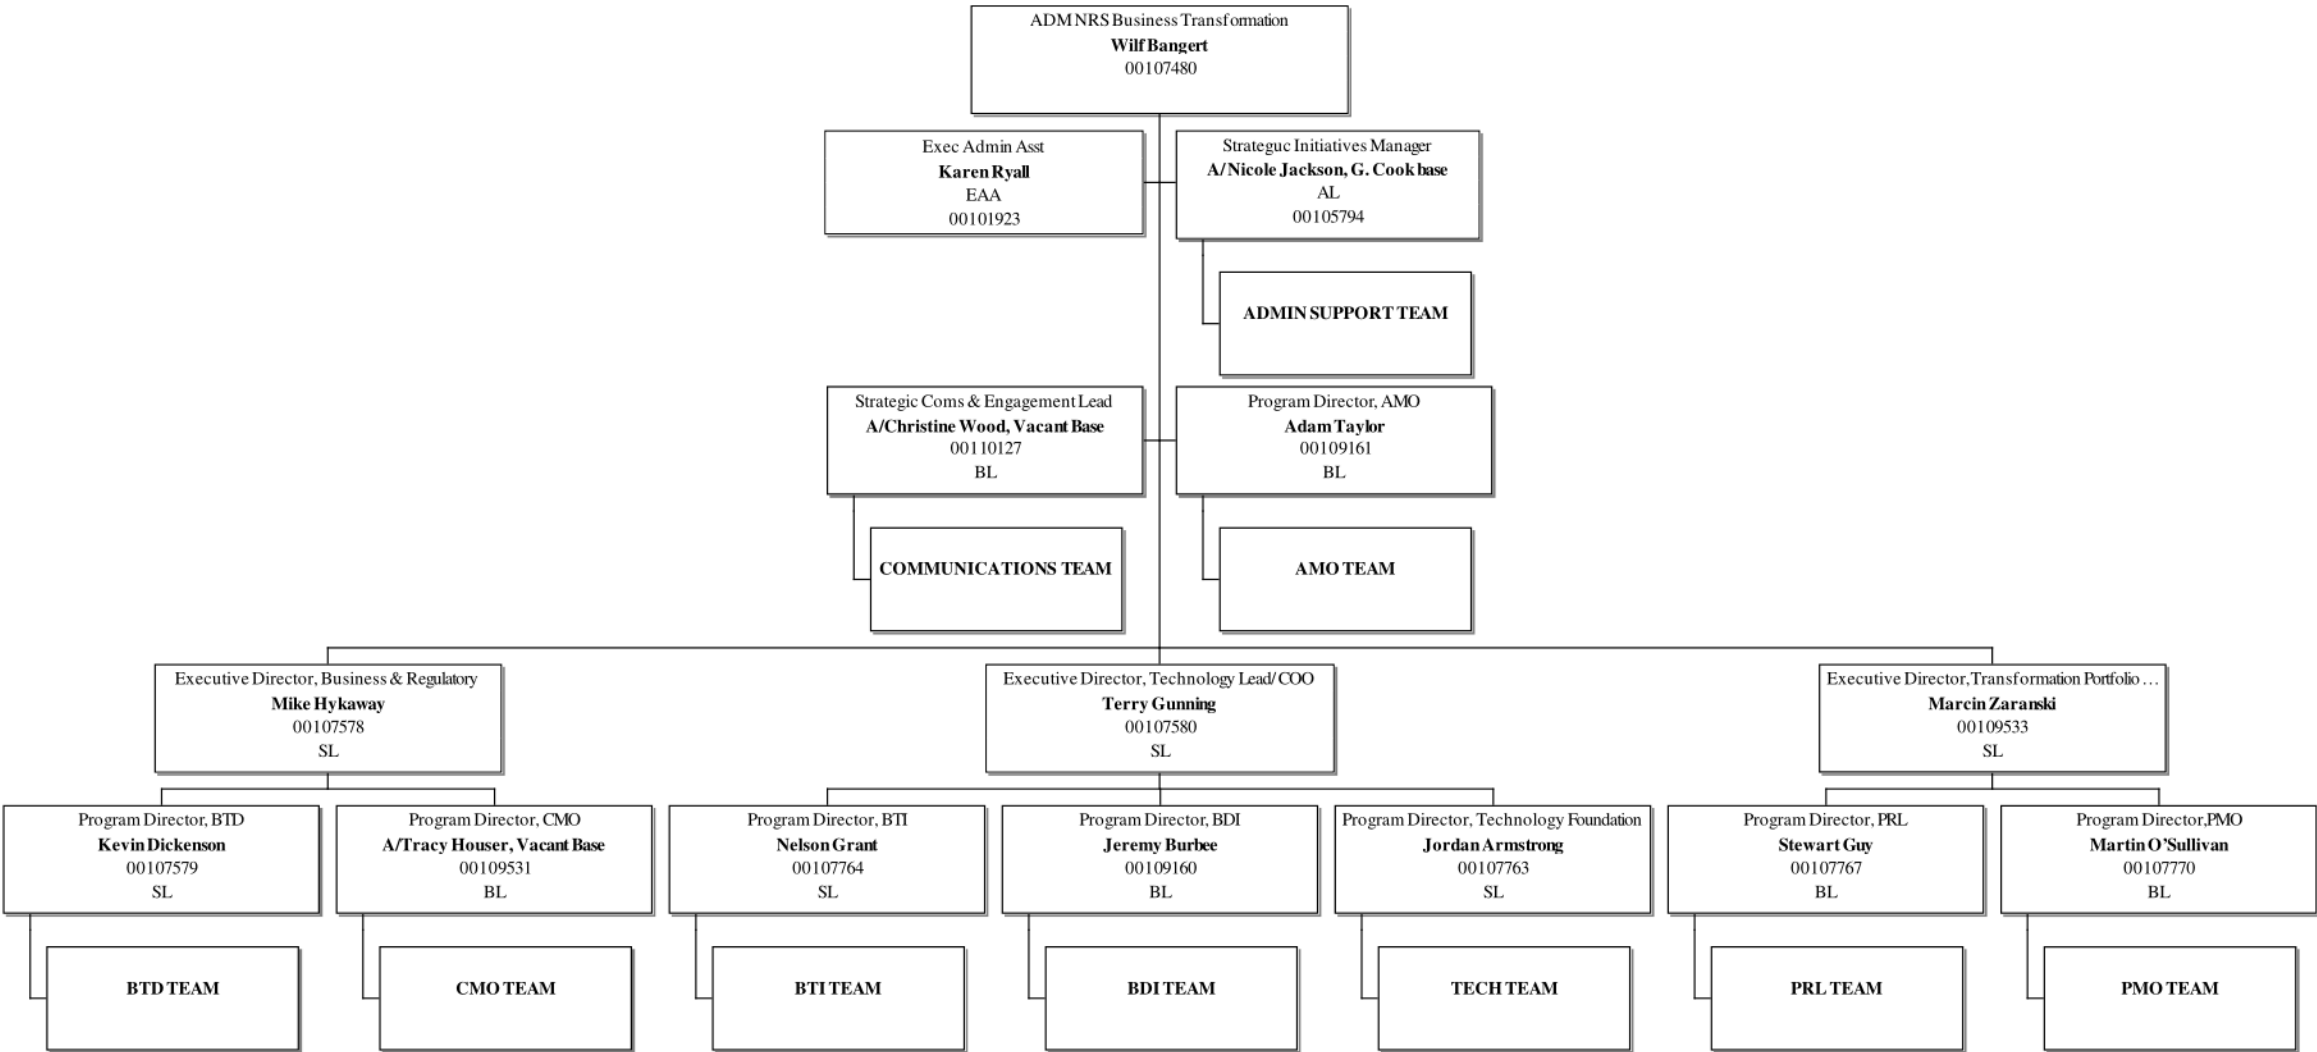 ADM NRS Business Transformation
Wilf Bangert
00107480
Exec Admin Asst
Karen Ryall
EAA
00101923
Strateguc Initiatives Manager
A/Nicole Jackson, G. Cook base
AL
00105794
ADMIN SUPPORT TEAM
Strategic Coms & Engagement Lead
A/Christine Wood, Vacant Base
00110127
BL
Program Director, AMO
Adam Taylor
00109161
BL
COMMUNICATIONS TEAM
AMO TEAM
Executive Director, Business & Regulatory
Mike Hykaway
00107578
SL
Executive Director, Technology Lead/ COO
Terry Gunning
00107580
SL
Executive Director,Transformation Portfolio …
Marcin Zaranski
00109533
SL
Program Director, BTD
Kevin Dickenson
00107579
SL
Program Director, CMO
A/Tracy Houser, Vacant Base
00109531
BL
Program Director, BTI
Nelson Grant
00107764
SL
Program Director, BDI
Jeremy Burbee
00109160
BL
Program Director, Technology Foundation
Jordan Armstrong
00107763
SL
Program Director, PRL
Stewart Guy
00107767
BL
Program Director,PMO
Martin O’Sullivan
00107770
BL
BTD TEAM
CMO TEAM
BTI TEAM
BDI TEAM
TECH TEAM
PRL TEAM
PMO TEAM